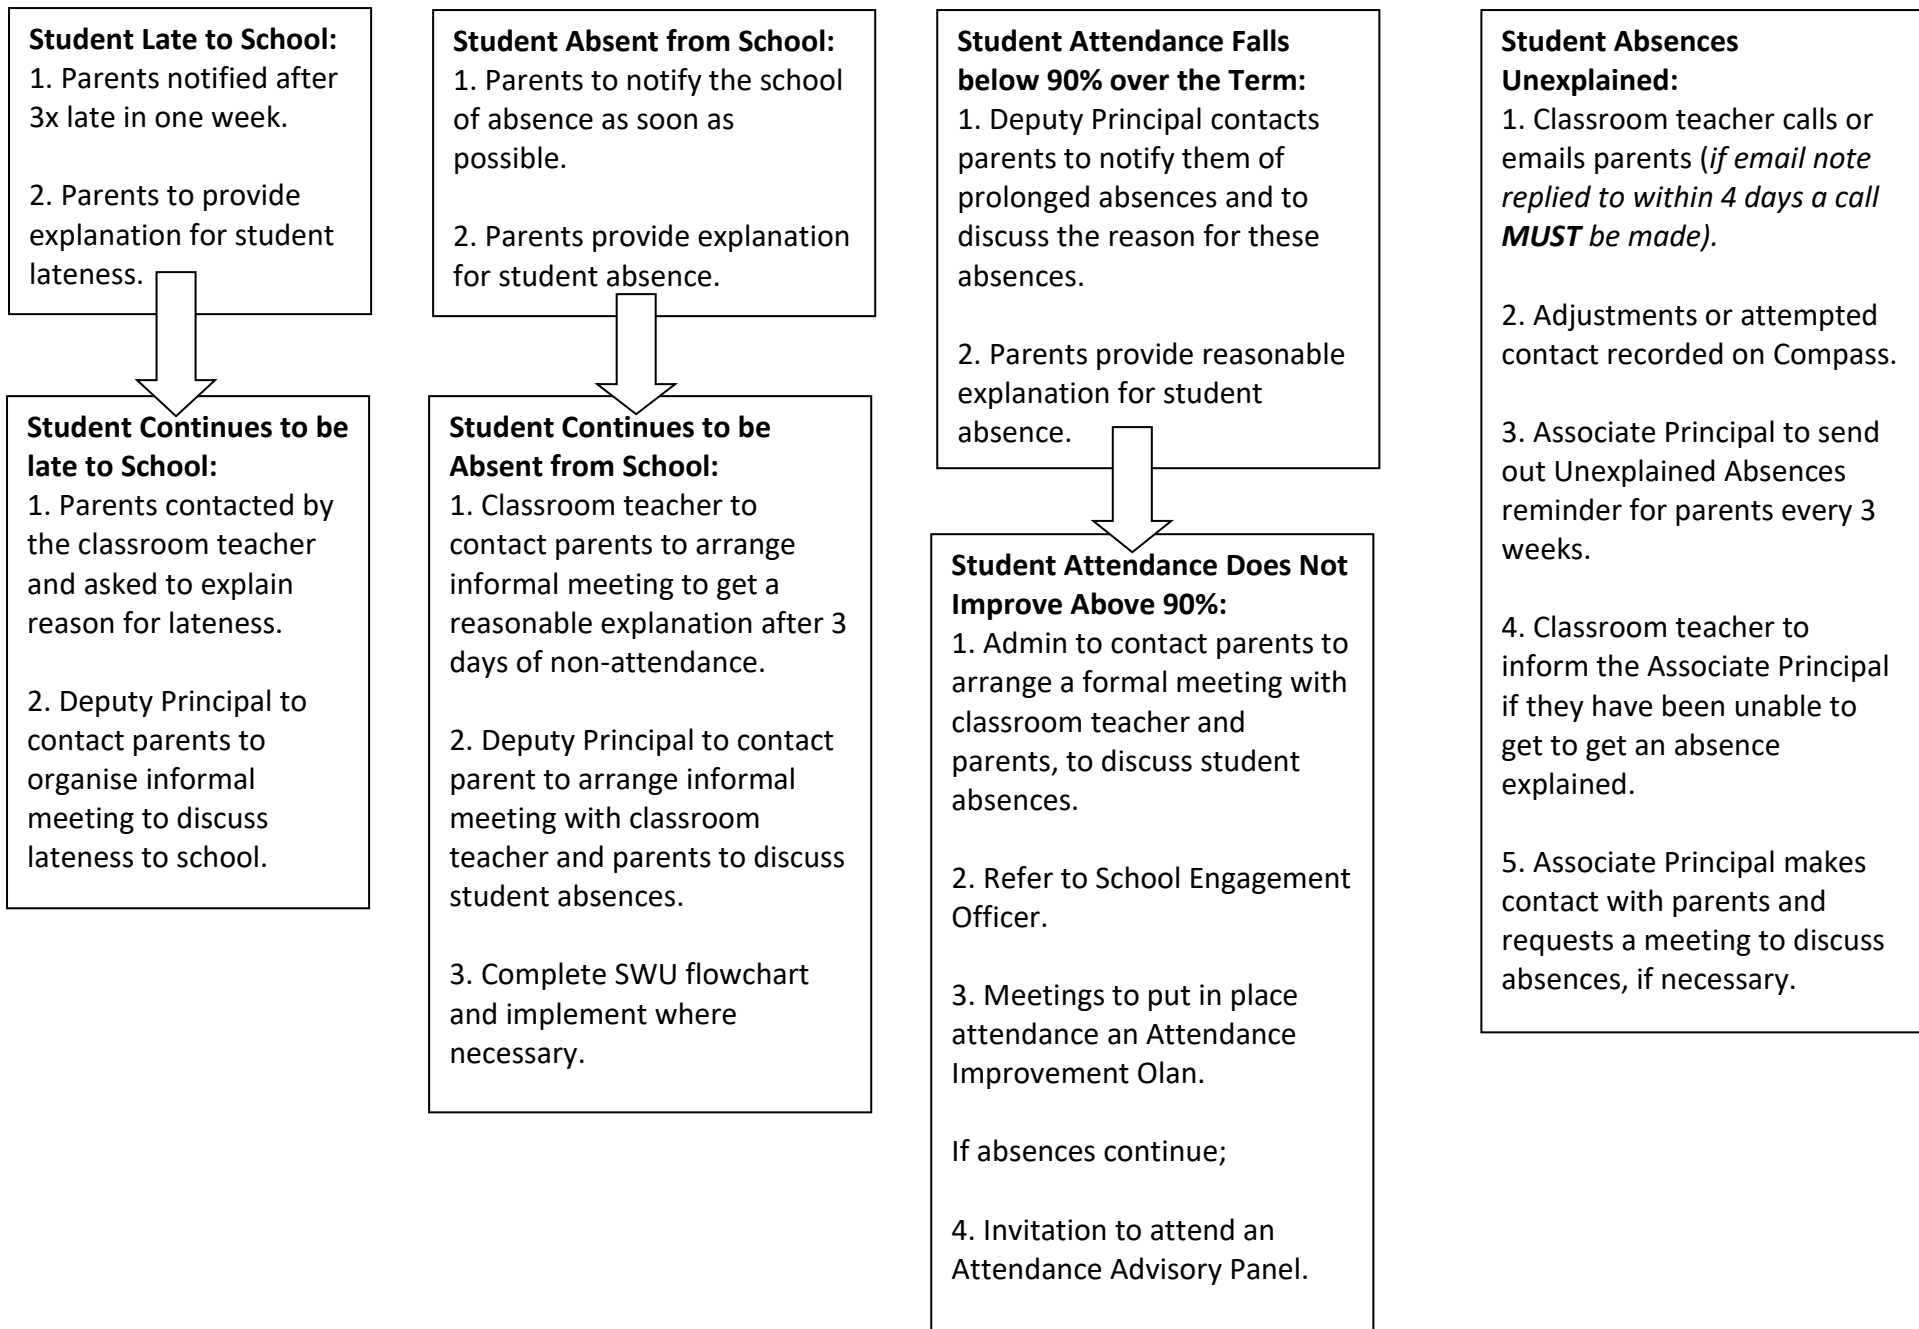 Student Late to School:
1. Parents notified after
3x late in one week.
2. Parents to provide
explanation for student
lateness.
Student Continues to be
late to School:
1. Parents contacted by
the classroom teacher
and asked to explain
reason for lateness.
2. Deputy Principal to
contact parents to
organise informal
meeting to discuss
lateness to school.
Student Absent from School:
1. Parents to notify the school
of absence as soon as
possible.
2. Parents provide explanation
for student absence.
Student Continues to be
Absent from School:
1. Classroom teacher to
contact parents to arrange
informal meeting to get a
reasonable explanation after 3
days of non-attendance.
2. Deputy Principal to contact
parent to arrange informal
meeting with classroom
teacher and parents to discuss
student absences.
3. Complete SWU flowchart
and implement where
necessary.
Student Attendance Falls
below 90% over the Term:
1. Deputy Principal contacts
parents to notify them of
prolonged absences and to
discuss the reason for these
absences.
2. Parents provide reasonable
explanation for student
absence.
Student Attendance Does Not
Improve Above 90%:
1. Admin to contact parents to
arrange a formal meeting with
classroom teacher and
parents, to discuss student
absences.
2. Refer to School Engagement
Officer.
3. Meetings to put in place
attendance an Attendance
Improvement Olan.
If absences continue;
4. Invitation to attend an
Attendance Advisory Panel.
Student Absences
Unexplained:
1. Classroom teacher calls or
emails parents (if email note
replied to within 4 days a call
MUST be made).
2. Adjustments or attempted
contact recorded on Compass.
3. Associate Principal to send
out Unexplained Absences
reminder for parents every 3
weeks.
4. Classroom teacher to
inform the Associate Principal
if they have been unable to
get to get an absence
explained.
5. Associate Principal makes
contact with parents and
requests a meeting to discuss
absences, if necessary.